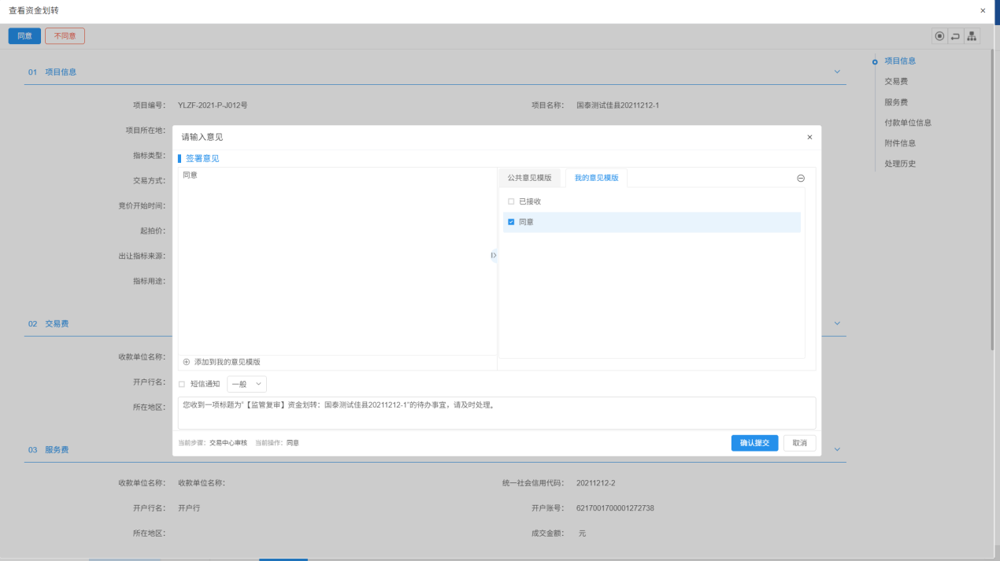 查看资金划转
同意 不同意
01 项目信息
项目信息
交易费
服务费
付款单位信息
附件信息
处理历史
项目编号： YLZF-2021-P-J012号 项目名称： 国泰测试佳县20211212-1
项目所在地：
指标类型：
交易方式：
竞价开始时间：
起拍价：
出让指标来源：
指标用途：
请输入意见
签署意见
同意
公共意见模版 我的意见模版
已接收
同意
添加到我的意见模版
短信通知 一般
您收到一项标题为“【监管复审】资金划转：国泰测试佳县20211212-1”的待办事宜，请及时处理。
当前步骤：交易中心审核 当前操作：同意
确认提交 取消
02 交易费
收款单位名称：
开户行名：
所在地区：
03 服务费
收款单位名称： 收款单位名称： 统一社会信用代码： 20211212-2
开户行名： 开户行 开户账号： 6217001700001272738
所在地区： 成交金额： 元